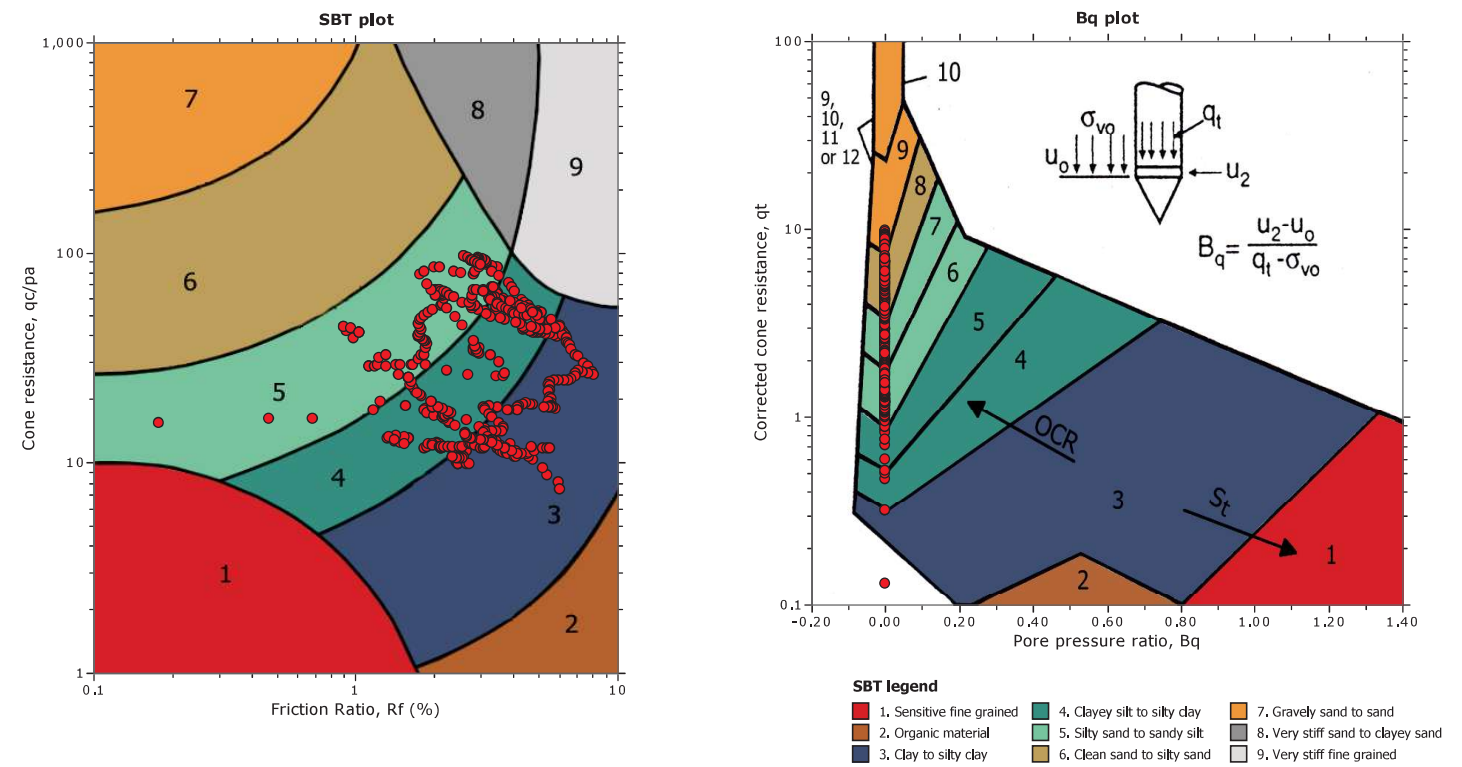 SBT plot
1,000
100
10
1
0.1
1
10
Cone resistance, qc/pa
Friction Ratio, Rf (%)
7
8
9
6
5
4
3
1
2
Bq plot
100
10
1
0.1
-0.20
0.00
0.20
0.40
0.60
0.80
1.00
1.20
1.40
Corrected cone resistance, qt
Pore pressure ratio, Bq
10
9,
10,
11
or 12
9
8
7
6
5
4
3
2
1
OCR
St
σvo
qt
uo
u2
Bq= u2-uo
qt-σvo
SBT legend
1. Sensitive fine grained
2. Organic material
3. Clay to silty clay
4. Clayey silt to silty clay
5. Silty sand to sandy silt
6. Clean sand to silty sand
7. Gravely sand to sand
8. Very stiff sand to clayey sand
9. Very stiff fine grained